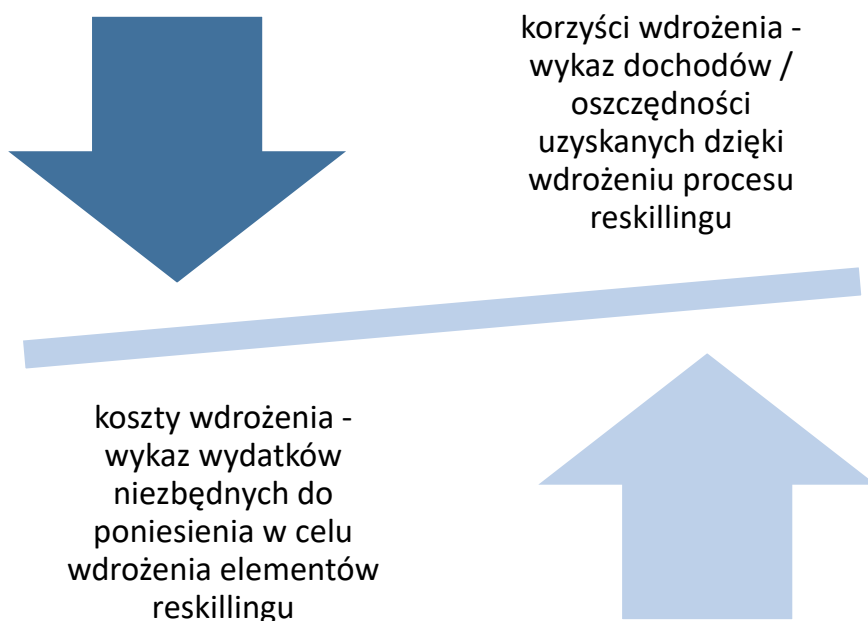 korzyści wdrożenia -
wykaz dochodów /
oszczędności
uzyskanych dzięki
wdrożeniu procesu
reskillingu
koszty wdrożenia -
wykaz wydatków
niezbędnych do
poniesienia w celu
wdrożenia elementów
reskillingu